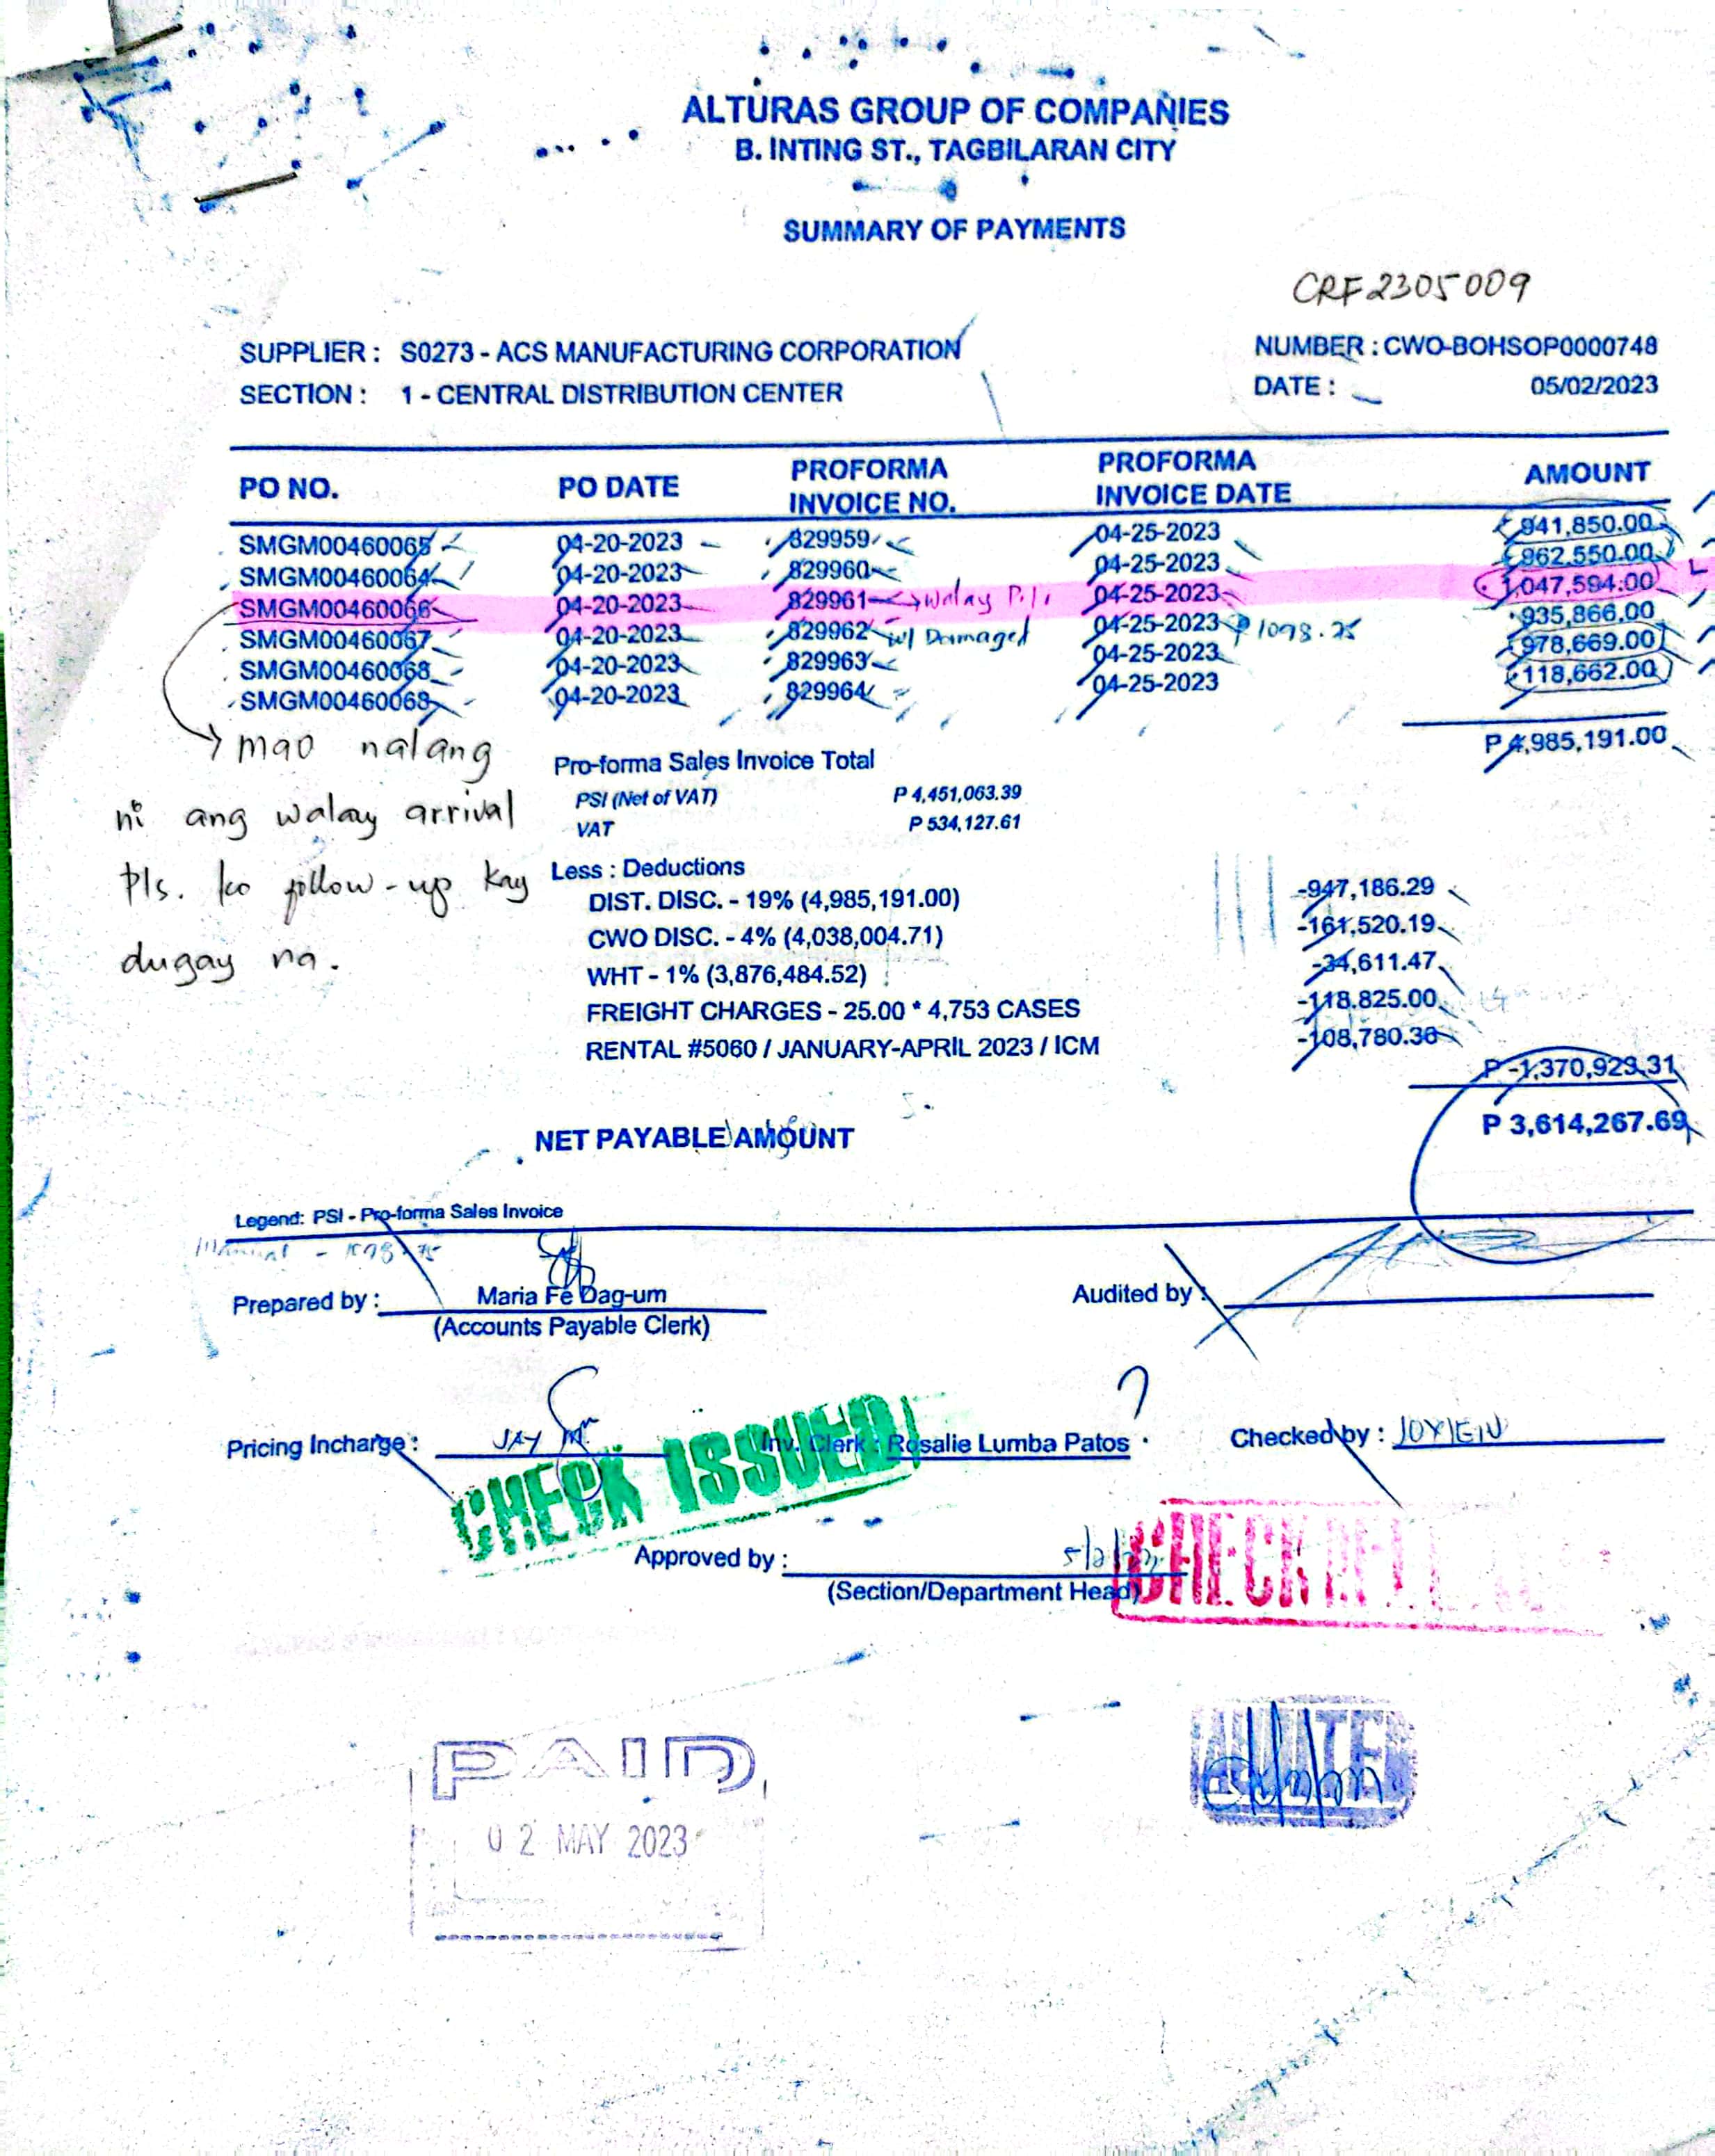 ALTURAS GROUP OF COMPANIES
B. INTING ST., TAGBILARAN CITY
SUMMARY OF PAYMENTS
CRF2305009
SUPPLIER : S0273 - ACS MANUFACTURING CORPORATION NUMBER : CWO-BOHSOP0000748
SECTION : 1 - CENTRAL DISTRIBUTION CENTER DATE : 05/02/2023
PO NO. PO DATE PROFORMA INVOICE NO. PROFORMA INVOICE DATE AMOUNT
SMGM00460065 04-20-2023 829959 04-25-2023 941,850.00
SMGM00460064 04-20-2023 829960 04-25-2023 962,550.00
SMGM00460066 04-20-2023 829961 walay P.I. 04-25-2023 1,047,594.00
SMGM00460067 04-20-2023 829962 w/ Damaged 04-25-2023 1098.75 935,866.00
SMGM00460068 04-20-2023 829963 04-25-2023 978,669.00
SMGM00460068 04-20-2023 829964 04-25-2023 118,662.00
P 4,985,191.00
mao nalang
ni ang walay arrival
Pls. ko follow-up kay
dugay na.
Pro-forma Sales Invoice Total
PSI (Net of VAT) P 4,451,063.39
VAT P 534,127.61
Less : Deductions
DIST. DISC. - 19% (4,985,191.00) -947,186.29
CWO DISC. - 4% (4,038,004.71) -161,520.19
WHT - 1% (3,876,484.52) -34,611.47
FREIGHT CHARGES - 25.00 * 4,753 CASES -118,825.00
RENTAL #5060 / JANUARY-APRIL 2023 / ICM -108,780.36
P -1,370,923.31
NET PAYABLE AMOUNT P 3,614,267.69
Legend: PSI - Pro-forma Sales Invoice
Manual - 1098.75
Prepared by : Maria Fe Dag-um Audited by :
(Accounts Payable Clerk)
Pricing Incharge : JAY Inv. Clerk : Rosalie Lumba Patos Checked by : JOYIEN
CHECK ISSUED
Approved by :
(Section/Department Head)
CHECK
PAID
02 MAY 2023